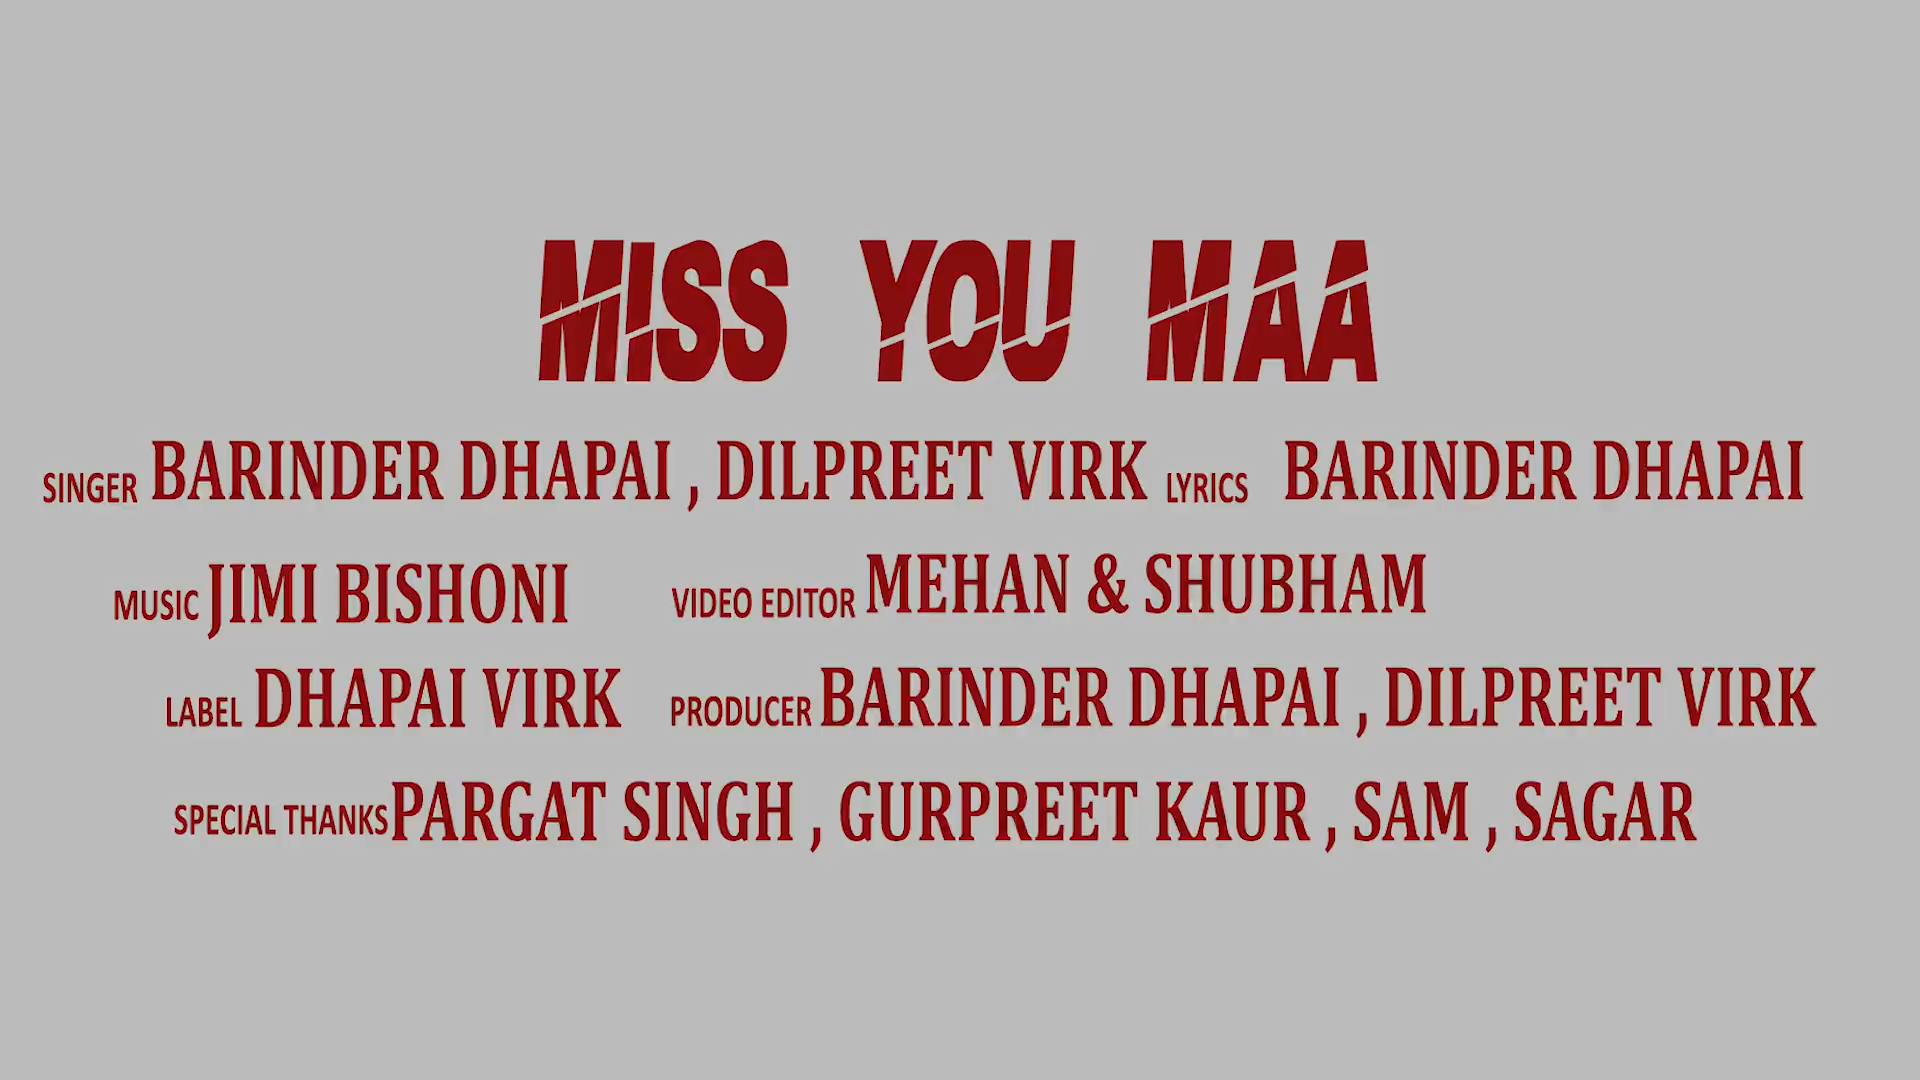 MISS YOU MAA
SINGER BARINDER DHAPAI , DILPREET VIRK LYRICS BARINDER DHAPAI
MUSIC JIMI BISHONI VIDEO EDITOR MEHAN & SHUBHAM
LABEL DHAPAI VIRK PRODUCER BARINDER DHAPAI , DILPREET VIRK
SPECIAL THANKS PARGAT SINGH , GURPREET KAUR , SAM , SAGAR